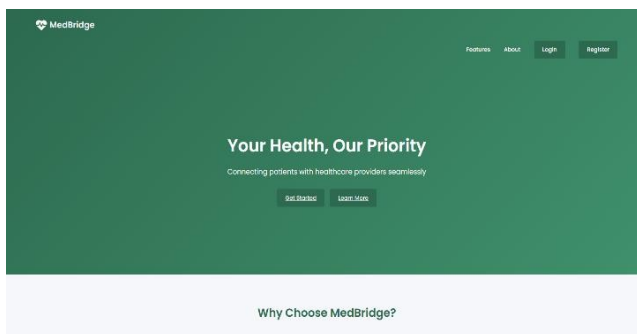 MedBridge
Features About Login Register
Your Health, Our Priority
Connecting patients with healthcare providers seamlessly
Get Started Learn More
Why Choose MedBridge?